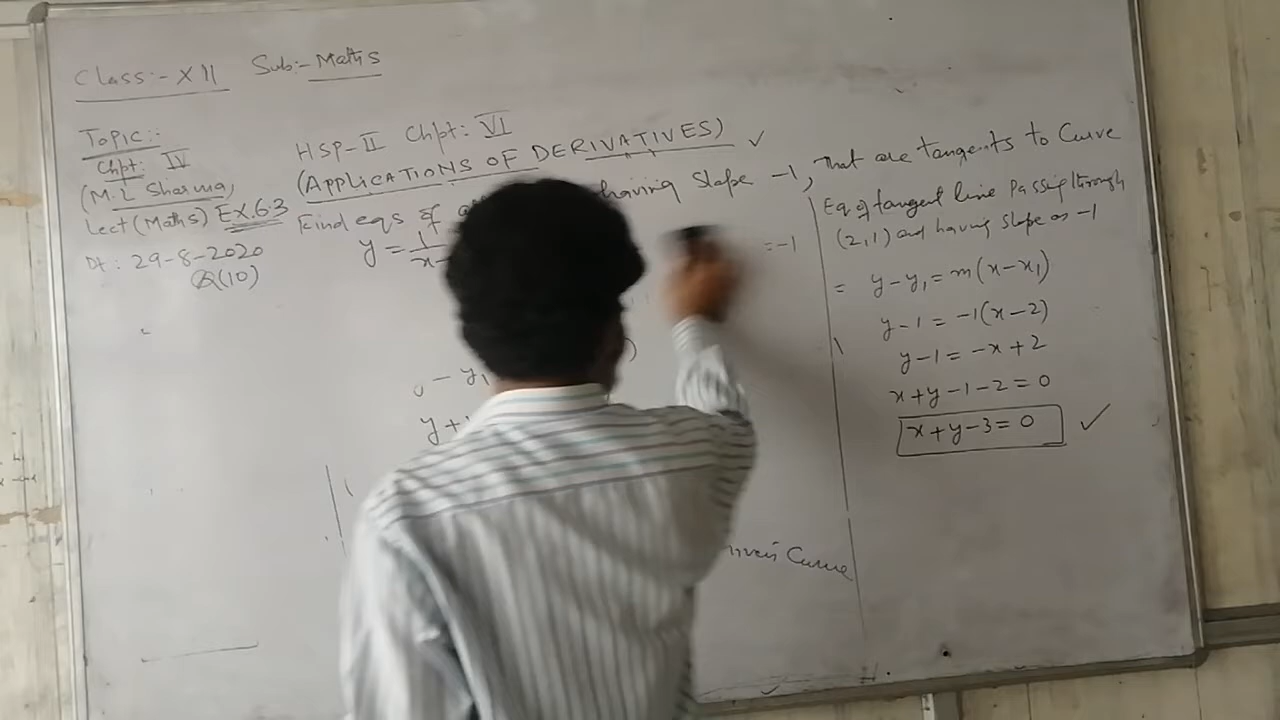 Class:- XII Sub:- Maths
Topic:-
Chpt: IV
(M.L Sharma)
Lect (Maths) EX.6.3
Dt: 29-8-2020
Q(10)
HSP-II Chpt: VI
(APPLICATIONS OF DERIVATIVES) ✓
Find eqs of having Slope -1, That are tangents to Curve
y = 1
x-
= -1
- y₁
y+
Curve
Eq of tangent line Passing through
(2,1) and having slope as -1
= y-y₁ = m(x-x₁)
y-1 = -1(x-2)
y-1 = -x+2
x+y-1-2=0
x+y-3=0 ✓